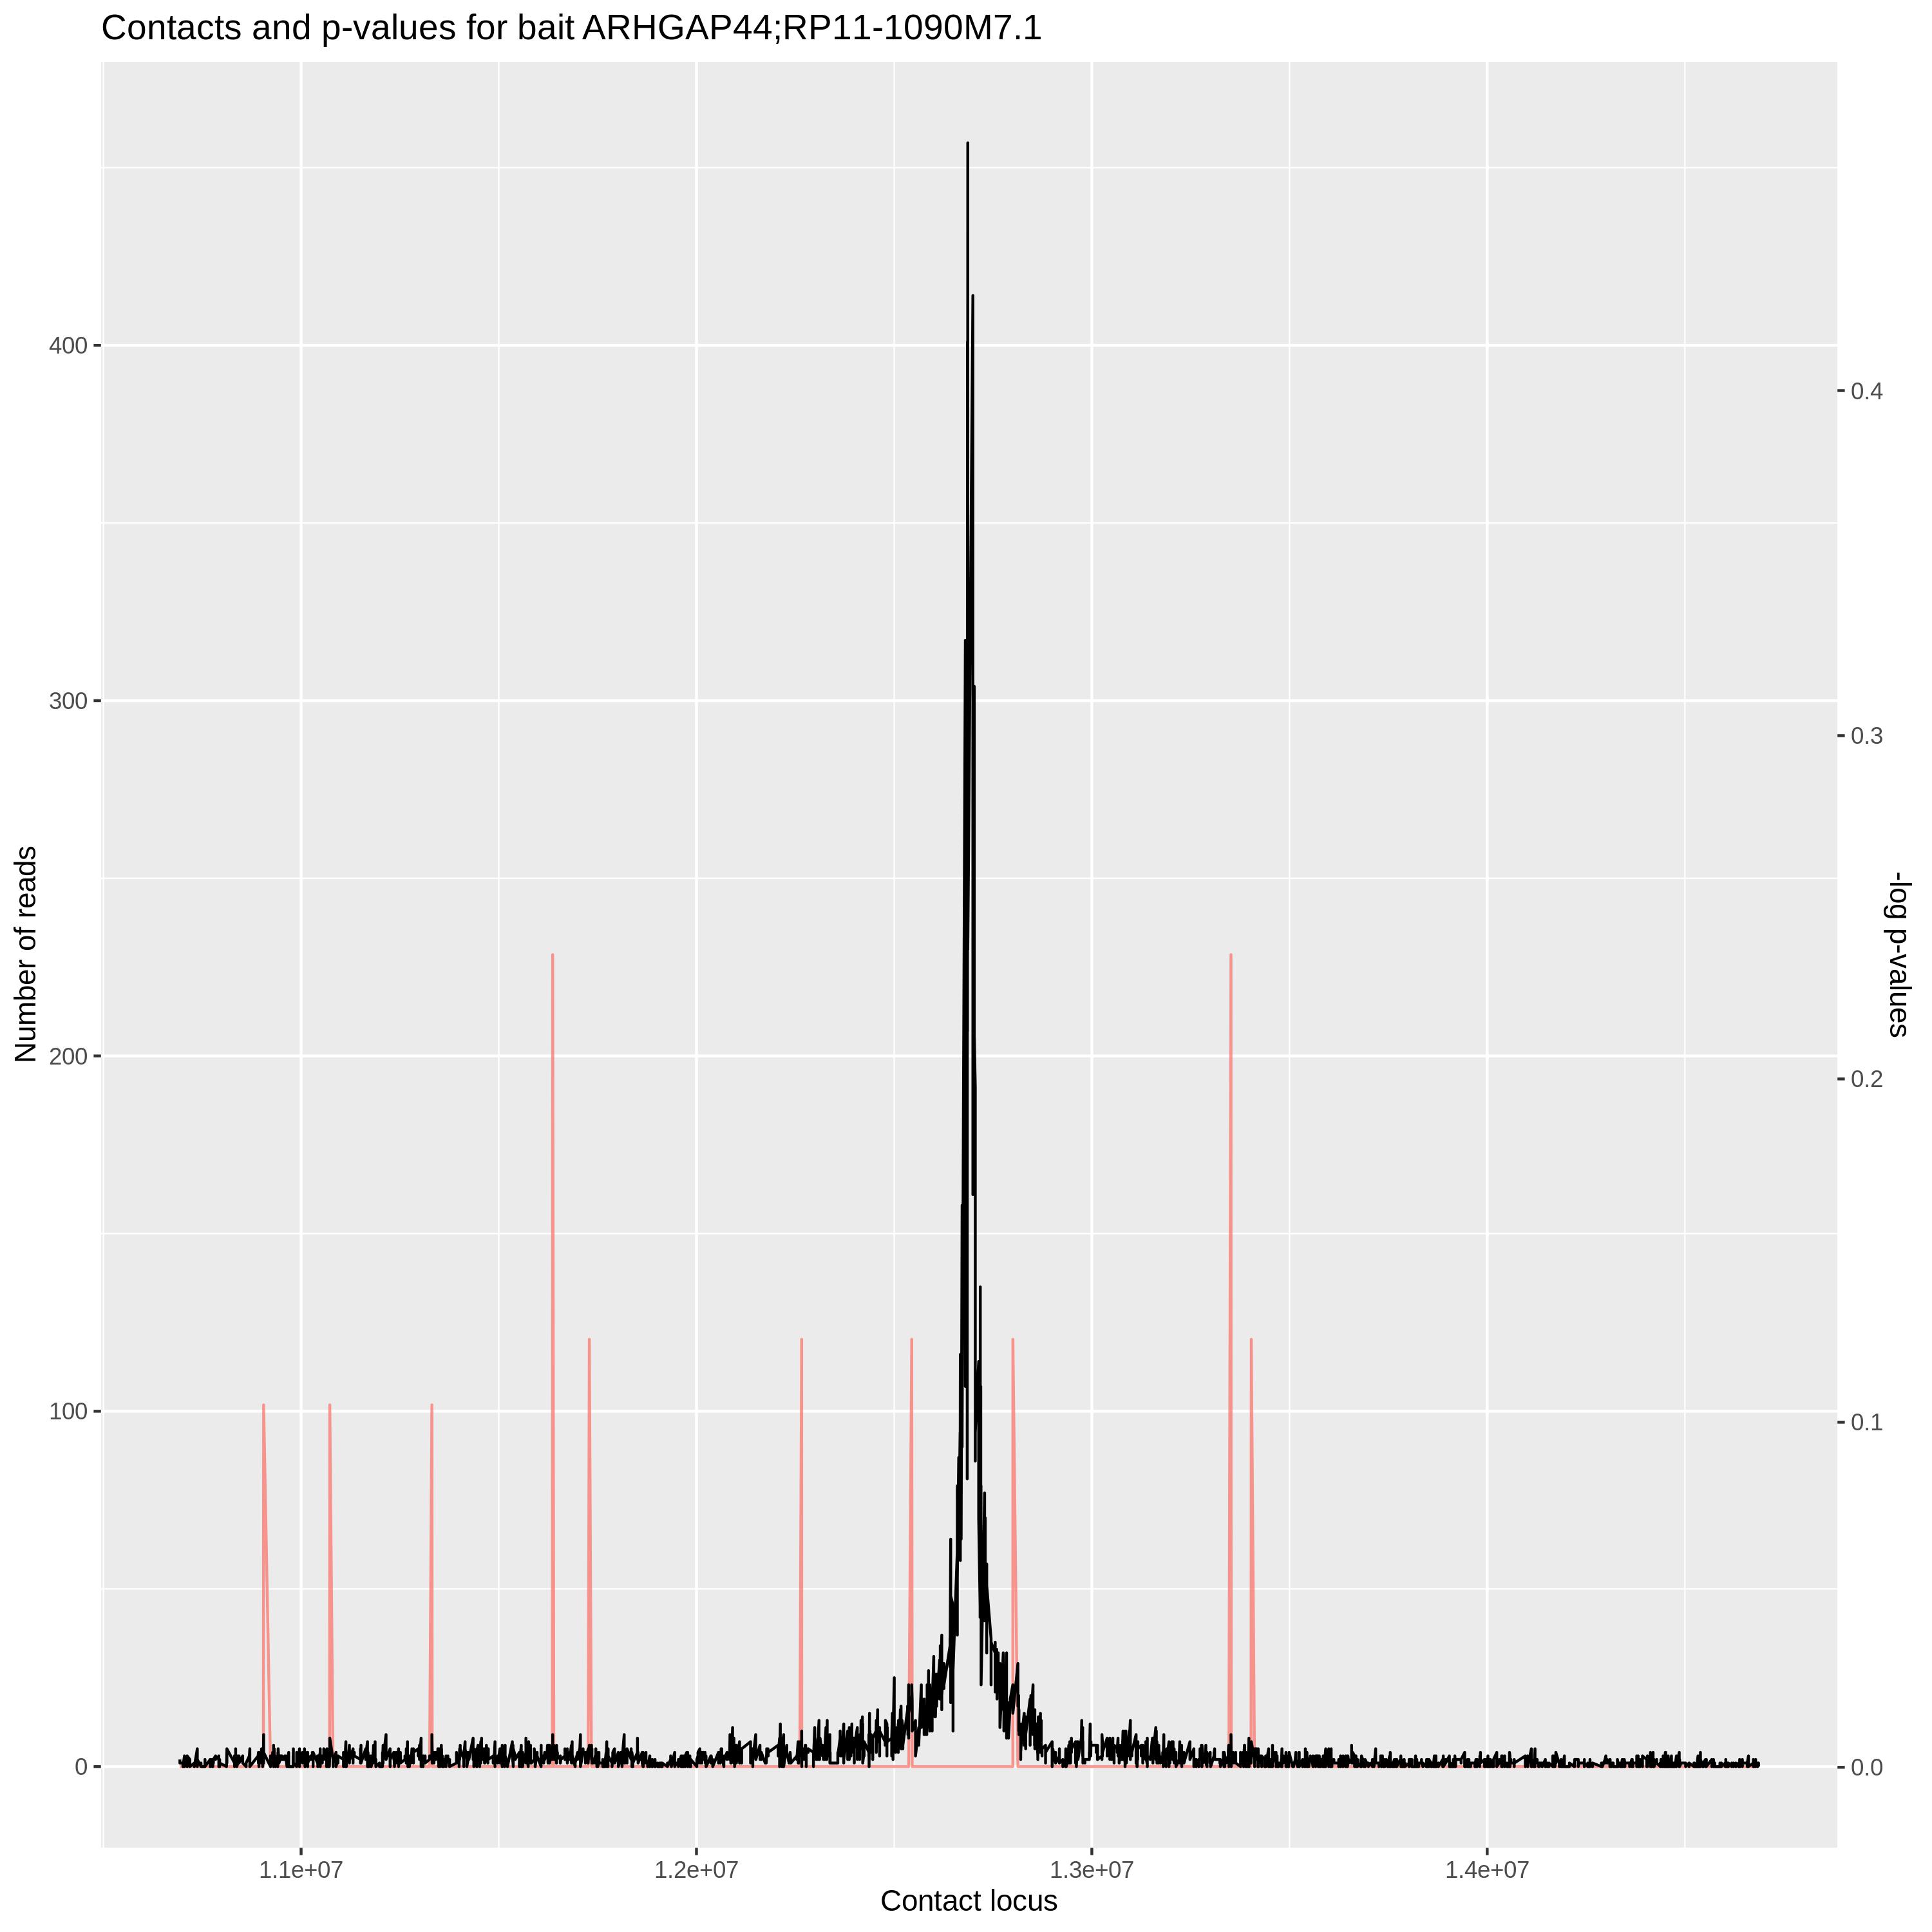 Contacts and p-values for bait ARHGAP44;RP11-1090M7.1
Number of reads
400
300
200
100
0
0.4
0.3
0.2
0.1
0.0
-log p-values
1.1e+07 1.2e+07 1.3e+07 1.4e+07
Contact locus